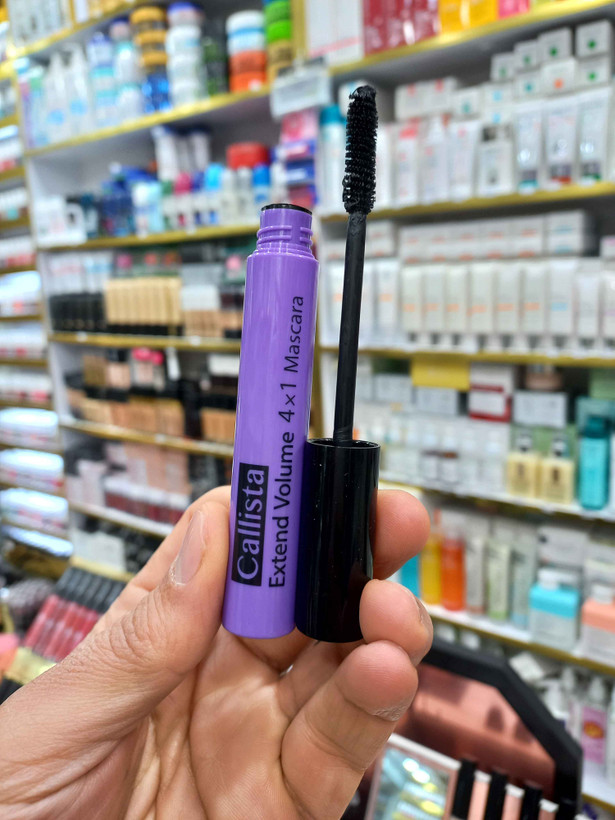 Callista
Extend Volume 4×1 Mascara